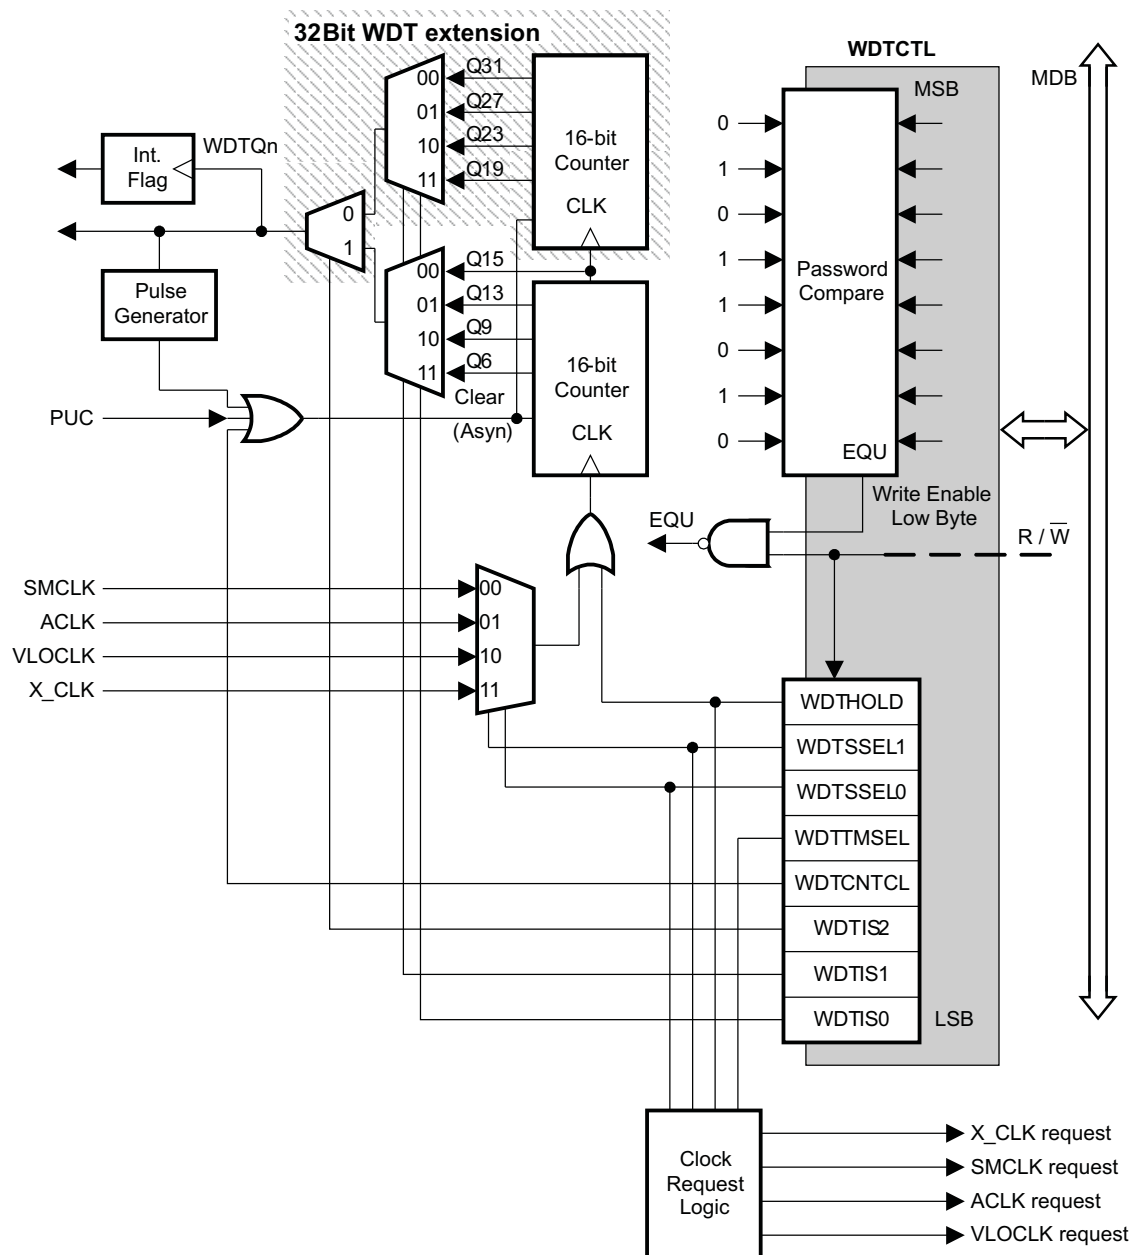 32Bit WDT extension
WDTCTL
MDB
MSB
Q31
Q27
Q23
Q19
00
01
10
11
16-bit
Counter
CLK
Int.
Flag
WDTQn
0
1
Pulse
Generator
Q15
Q13
Q9
Q6
00
01
10
11
16-bit
Counter
CLK
Clear
(Asyn)
PUC
0
1
0
1
1
0
1
0
Password
Compare
EQU
Write Enable
Low Byte
R / W
EQU
SMCLK
ACLK
VLOCLK
X_CLK
00
01
10
11
WDTHOLD
WDTSSEL1
WDTSSEL0
WDTTMSEL
WDTCNTCL
WDTIS2
WDTIS1
WDTIS0
LSB
Clock
Request
Logic
X_CLK request
SMCLK request
ACLK request
VLOCLK request